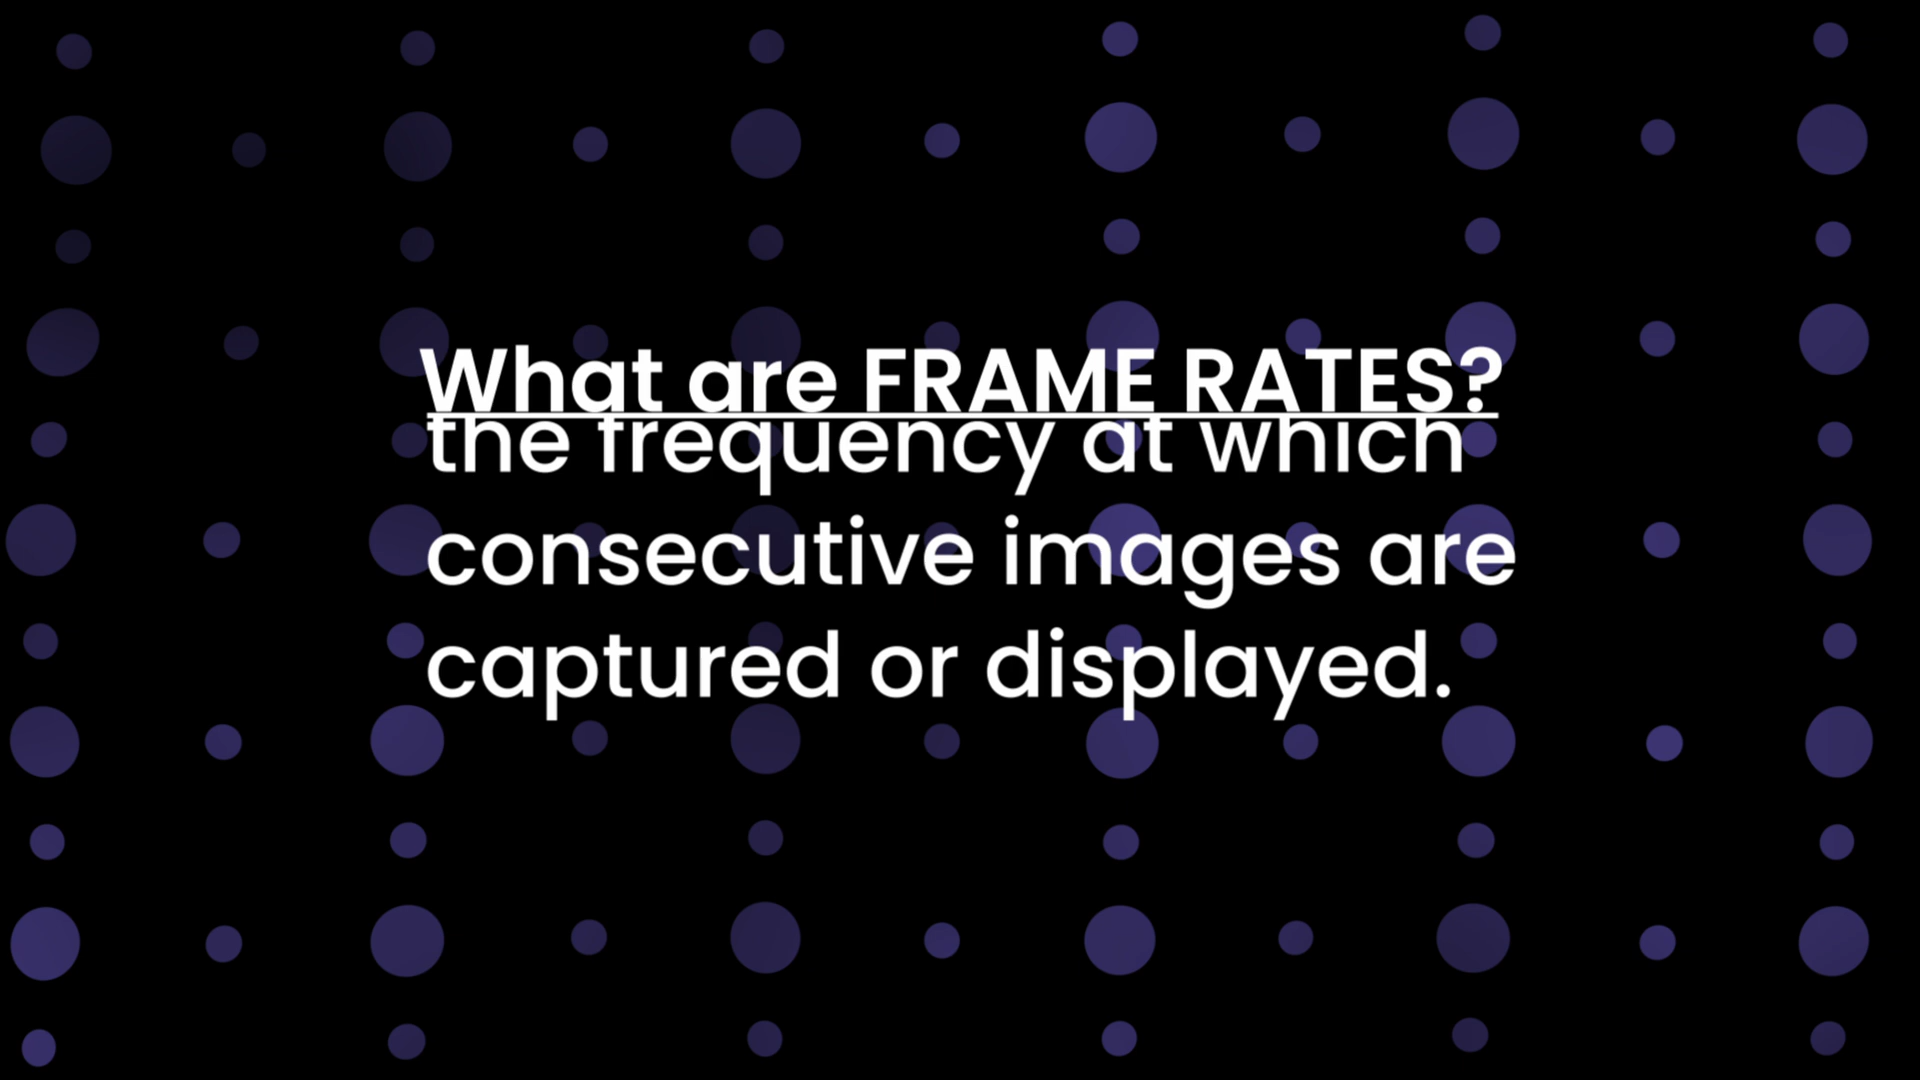 What are FRAME RATES?
the frequency at which
consecutive images are
captured or displayed.